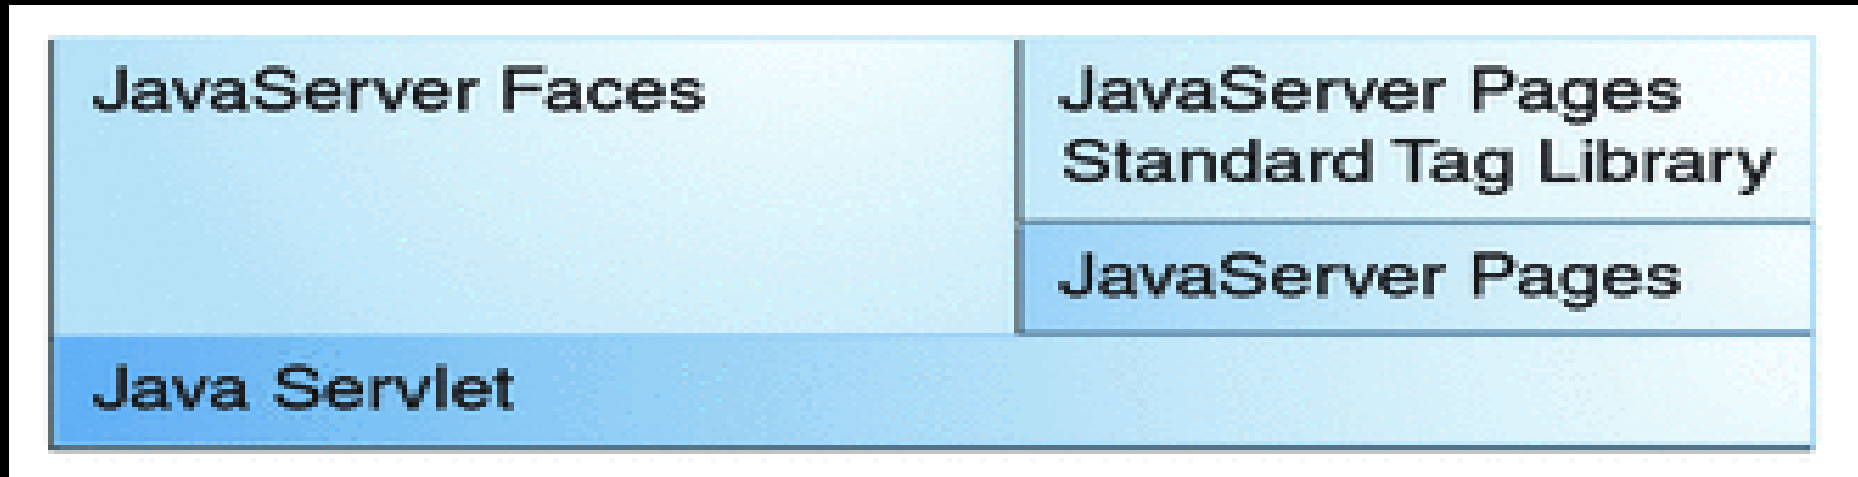 JavaServer Faces
JavaServer Pages
Standard Tag Library
JavaServer Pages
Java Servlet